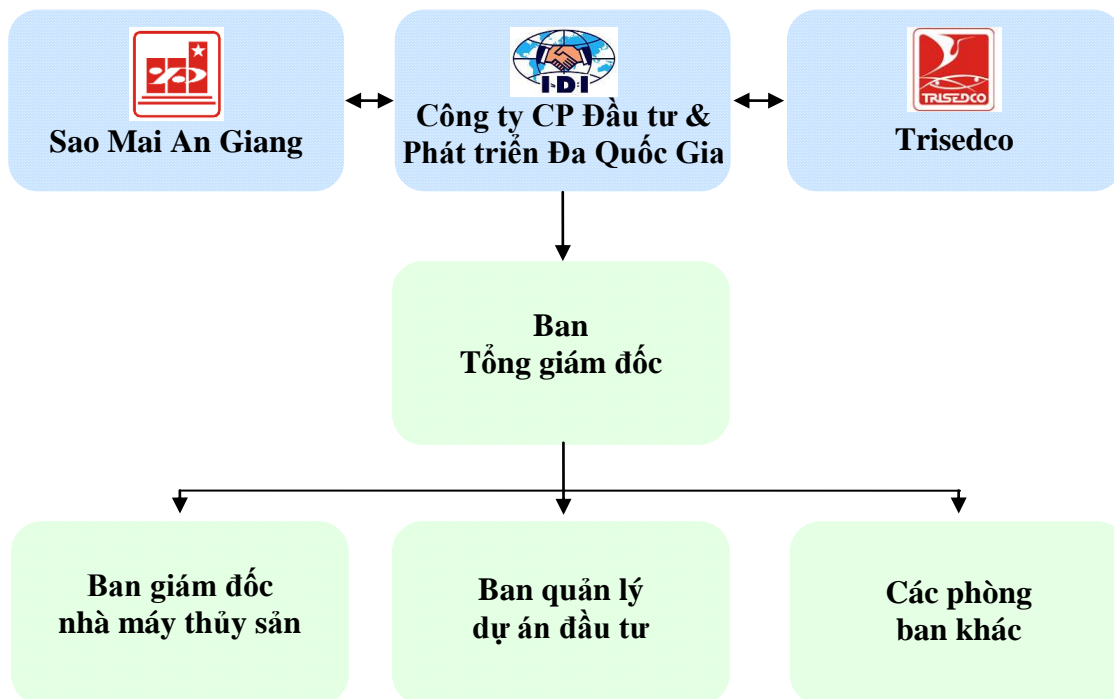 Sao Mai An Giang
I·D·I
Công ty CP Đầu tư &
Phát triển Đa Quốc Gia
TRISEDCO
Trisedco
Ban
Tổng giám đốc
Ban giám đốc
nhà máy thủy sản
Ban quản lý
dự án đầu tư
Các phòng
ban khác